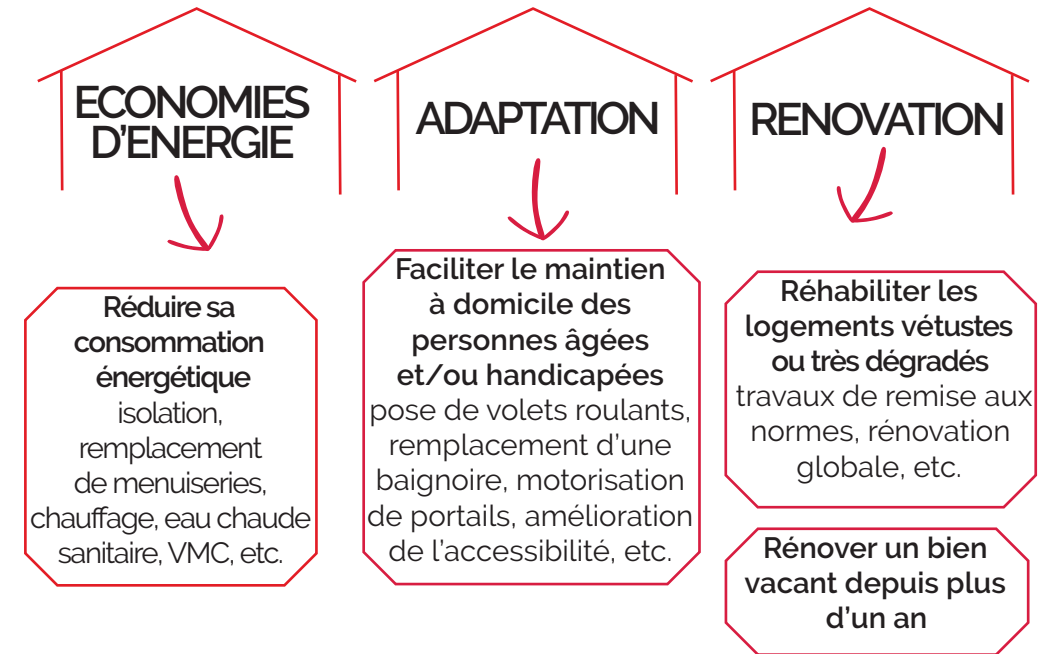 ECONOMIES
D'ENERGIE
Réduire sa
consommation
énergétique
isolation,
remplacement
de menuiseries,
chauffage, eau chaude
sanitaire, VMC, etc.
ADAPTATION
Faciliter le maintien
à domicile des
personnes âgées
et/ou handicapées
pose de volets roulants,
remplacement d'une
baignoire, motorisation
de portails, amélioration
de l'accessibilité, etc.
RENOVATION
Réhabiliter les
logements vétustes
ou très dégradés
travaux de remise aux
normes, rénovation
globale, etc.
Rénover un bien
vacant depuis plus
d'un an